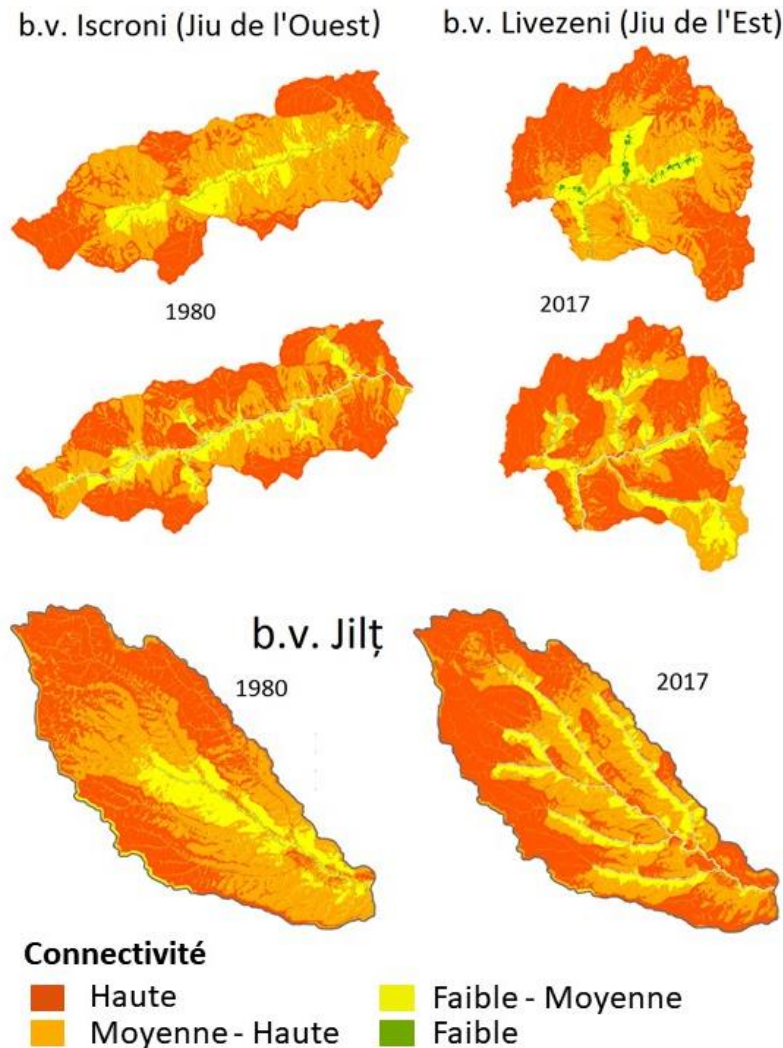 b.v. Iscroni (Jiu de l'Ouest)
b.v. Livezeni (Jiu de l'Est)
1980
2017
b.v. Jilț
1980
2017
Connectivité
Haute
Faible - Moyenne
Moyenne - Haute
Faible